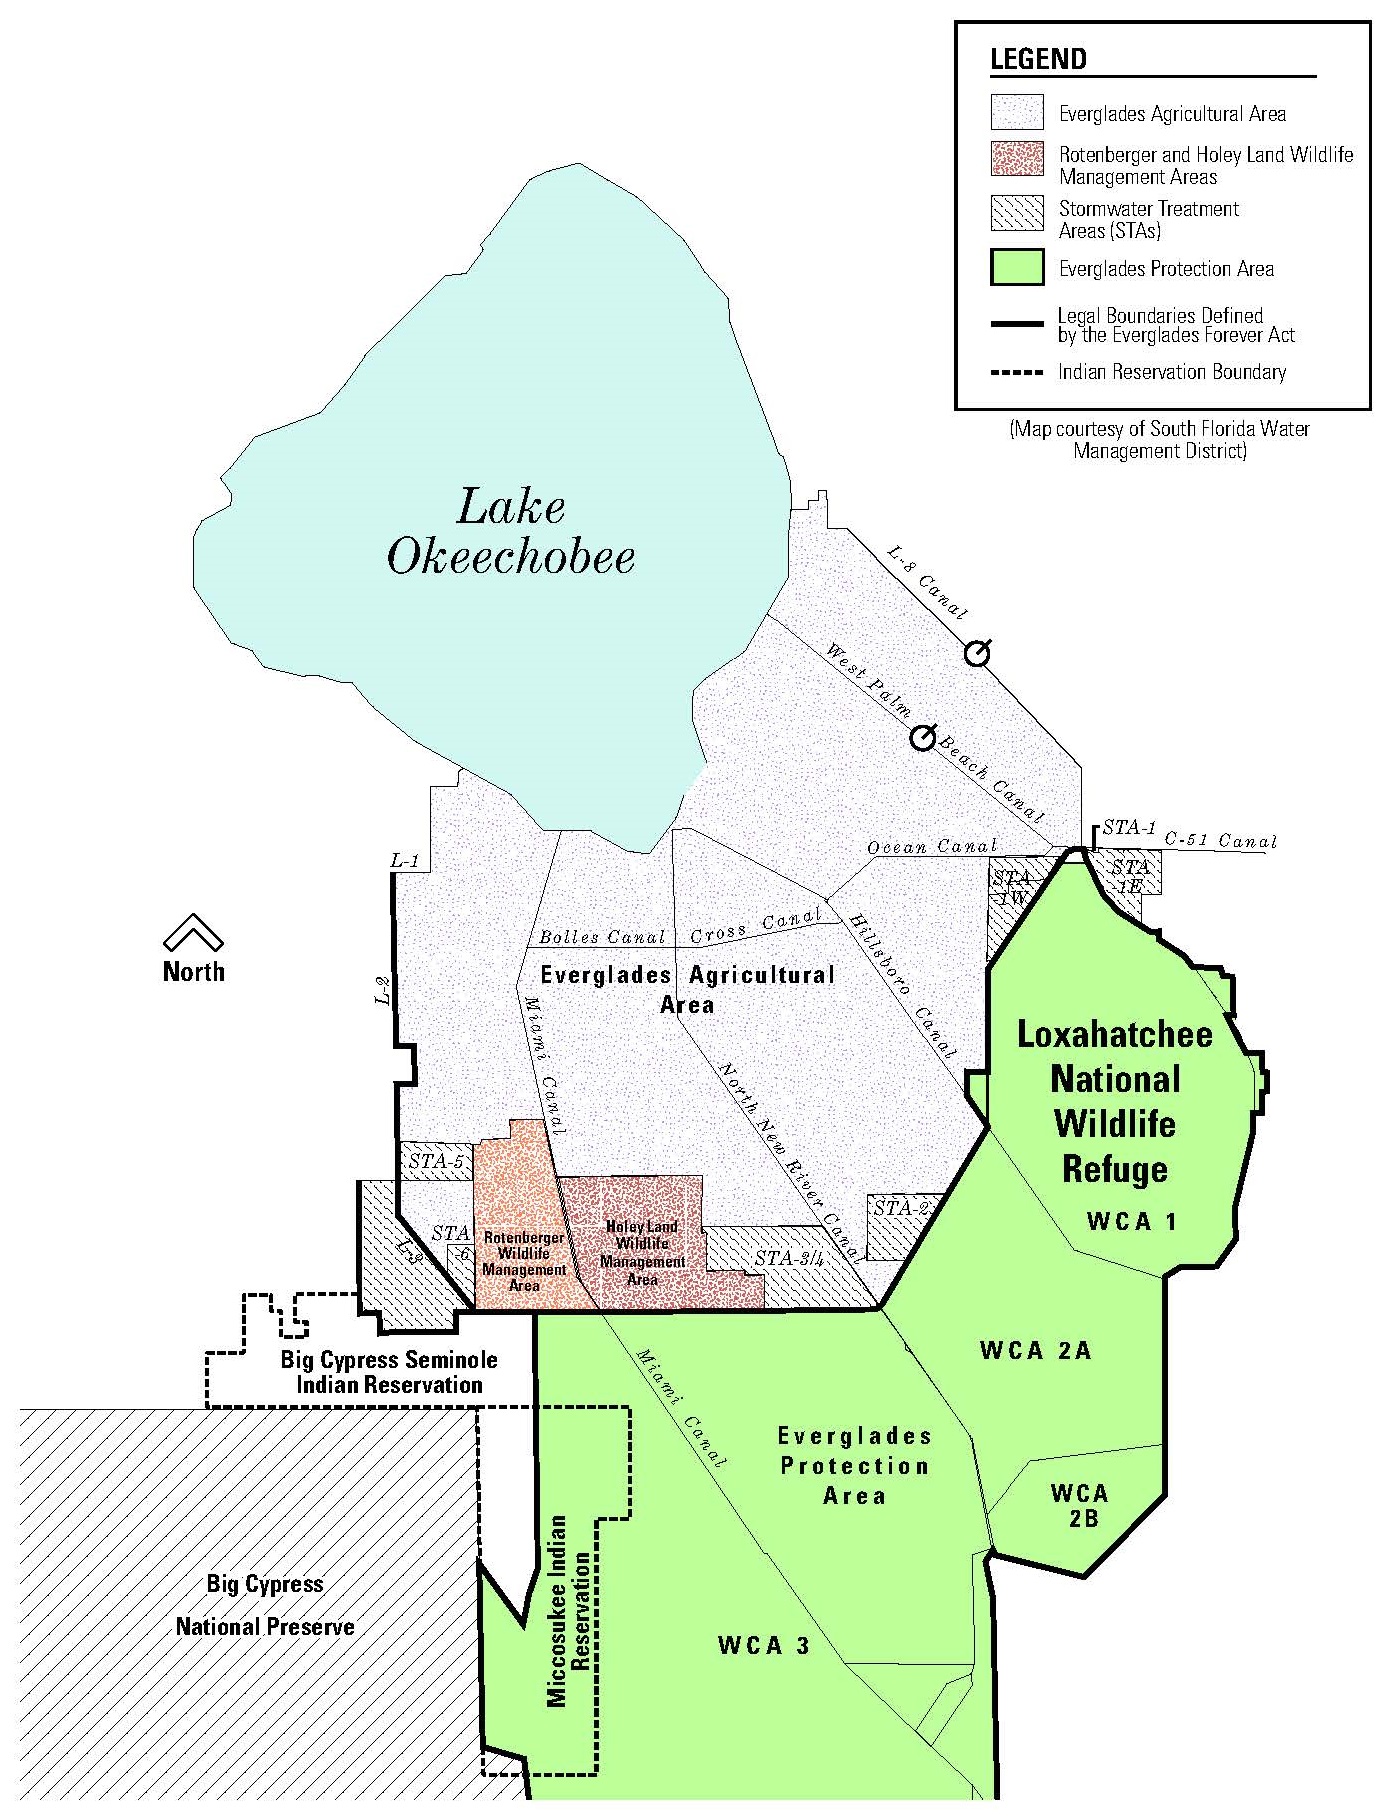 LEGEND
Everglades Agricultural Area
Rotenberger and Holey Land Wildlife
Management Areas
Stormwater Treatment
Areas (STAs)
Everglades Protection Area
Legal Boundaries Defined
by the Everglades Forever Act
Indian Reservation Boundary
(Map courtesy of South Florida Water
Management District)
Lake
Okeechobee
L-8 Canal
West Palm Beach Canal
Ocean Canal
STA-1
C-51 Canal
STA
1E
STA
1W
L-1
L-2
North
Bolles Canal
Cross Canal
Hillsboro Canal
Everglades Agricultural
Area
Miami Canal
North New River Canal
Loxahatchee
National
Wildlife
Refuge
WCA 1
STA-5
STA
-6
L-3
Rotenberger
Wildlife
Management
Area
Holey Land
Wildlife
Management
Area
STA-3/4
STA-2
Big Cypress Seminole
Indian Reservation
Miami Canal
WCA 2A
Everglades
Protection
Area
WCA
2B
Big Cypress
National Preserve
Miccosukee Indian
Reservation
WCA 3